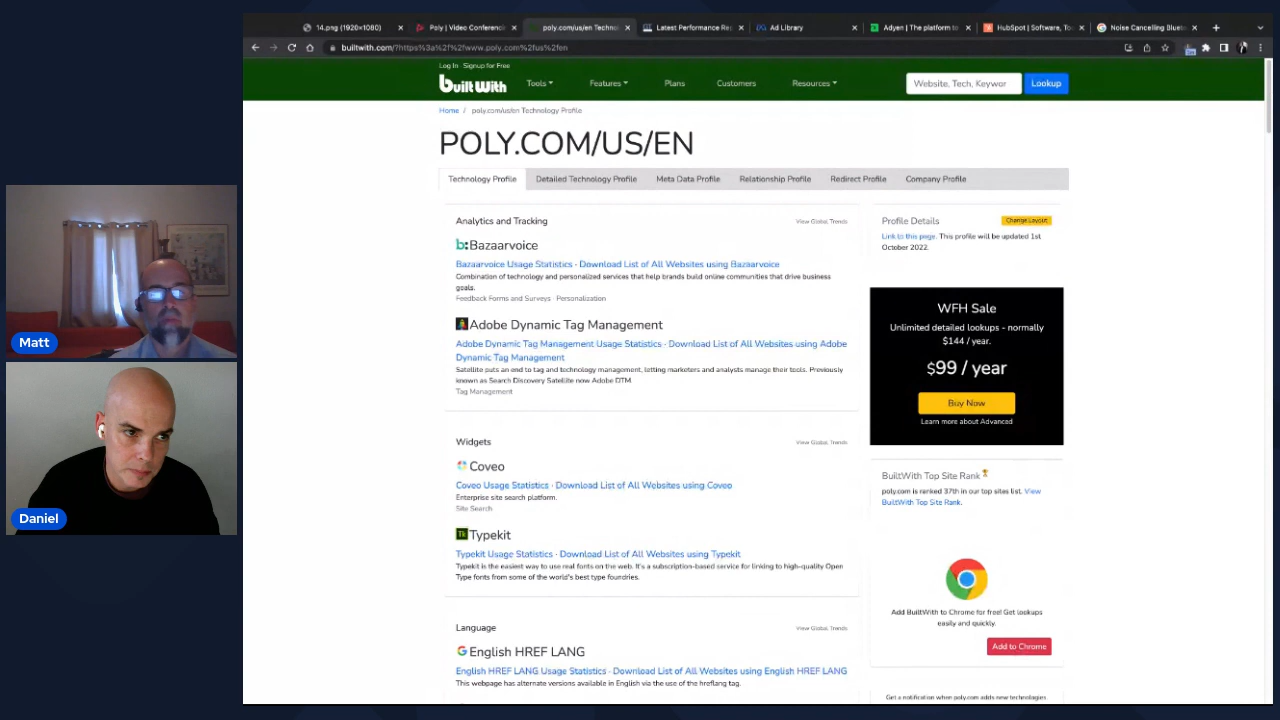 14.png (1920×1080)
Poly | Video Conferenci
poly.com/us/en Technol
Latest Performance Re
Ad Library
Adyen | The platform to
HubSpot | Software, To
Noise Cancelling Blueto
builtwith.com/?https%3a%2f%2fwww.poly.com%2fus%2fen
Log In · Signup for Free
Built With
Tools
Features
Plans
Customers
Resources
Website, Tech, Keywor
Lookup
Home / poly.com/us/en Technology Profile
POLY.COM/US/EN
Technology Profile
Detailed Technology Profile
Meta Data Profile
Relationship Profile
Redirect Profile
Company Profile
Analytics and Tracking
View Global Trends
b: Bazaarvoice
Bazaarvoice Usage Statistics · Download List of All Websites using Bazaarvoice
Combination of technology and personalized services that help brands build online communities that drive business
goals.
Feedback Forms and Surveys · Personalization
Adobe Dynamic Tag Management
Adobe Dynamic Tag Management Usage Statistics · Download List of All Websites using Adobe
Dynamic Tag Management
Satellite puts an end to tag and technology management, letting marketers and analysts manage their tools. Previously
known as Search Discovery Satellite now Adobe DTM
Tag Management
Widgets
View Global Trends
Coveo
Coveo Usage Statistics · Download List of All Websites using Coveo
Enterprise site search platform.
Site Search
Tk Typekit
Typekit Usage Statistics · Download List of All Websites using Typekit
Typekit is the easiest way to use real fonts on the web. It's a subscription-based service for linking to high-quality Open
Type fonts from some of the world's best type foundries.
Language
View Global Trends
English HREF LANG
English HREF LANG Usage Statistics · Download List of All Websites using English HREF LANG
This webpage has alternate versions available in English via the use of the hreflang tag.
Profile Details
Change Layout
Link to this page. This profile will be updated 1st
October 2022.
WFH Sale
Unlimited detailed lookups - normally
$144 / year.
$99 / year
Buy Now
Learn more about Advanced
BuiltWith Top Site Rank
poly.com is ranked 37th in our top sites list. View
BuiltWith Top Site Rank.
Add BuiltWith to Chrome for free! Get lookups
easily and quickly.
Add to Chrome
Get a notification when poly.com adds new technologies
Matt
Daniel